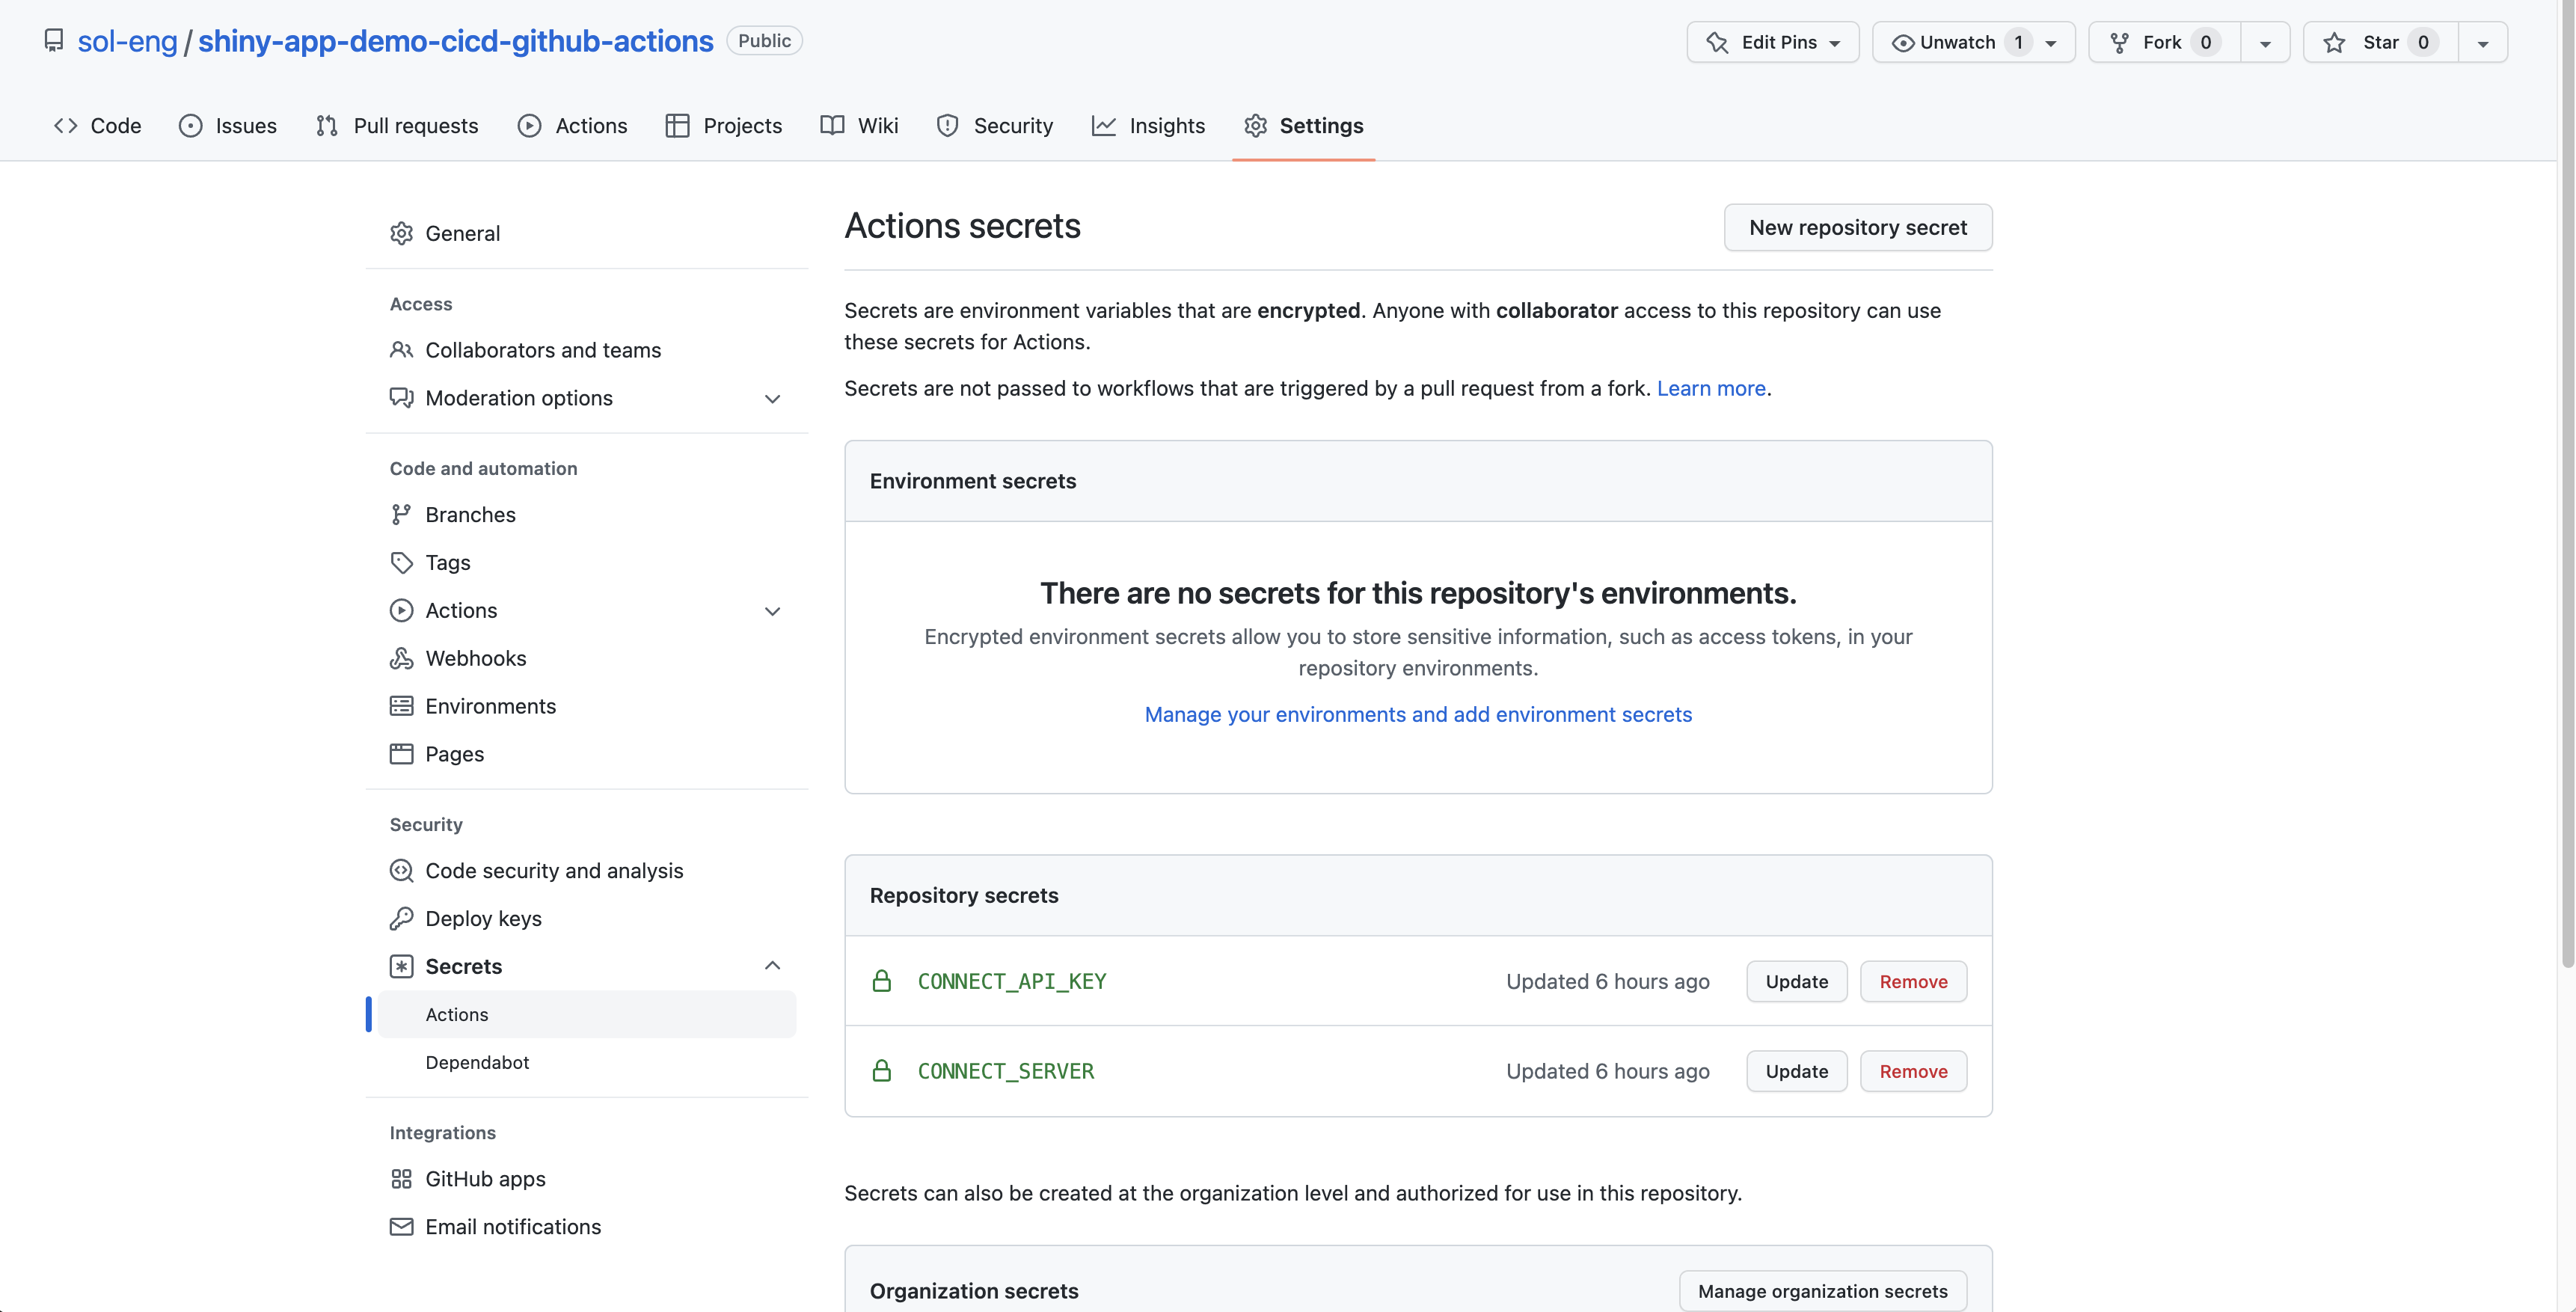 sol-eng / shiny-app-demo-cicd-github-actions Public
Edit Pins Unwatch 1 Fork 0 Star 0
Code Issues Pull requests Actions Projects Wiki Security Insights Settings
General
Access
Collaborators and teams
Moderation options
Code and automation
Branches
Tags
Actions
Webhooks
Environments
Pages
Security
Code security and analysis
Deploy keys
Secrets
Actions
Dependabot
Integrations
GitHub apps
Email notifications
Actions secrets
New repository secret
Secrets are environment variables that are encrypted. Anyone with collaborator access to this repository can use
these secrets for Actions.
Secrets are not passed to workflows that are triggered by a pull request from a fork. Learn more.
Environment secrets
There are no secrets for this repository's environments.
Encrypted environment secrets allow you to store sensitive information, such as access tokens, in your
repository environments.
Manage your environments and add environment secrets
Repository secrets
CONNECT_API_KEY Updated 6 hours ago Update Remove
CONNECT_SERVER Updated 6 hours ago Update Remove
Secrets can also be created at the organization level and authorized for use in this repository.
Organization secrets Manage organization secrets